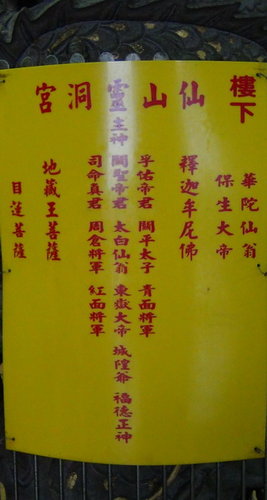 樓下
仙山靈洞宮
華陀仙翁
保生大帝
釋迦牟尼佛
孚佑帝君 關平太子 青面將軍
主神 關聖帝君 太白仙翁 東嶽大帝 城隍爺 福德正神
司命真君 周倉將軍 紅面將軍
地藏王菩薩
目蓮菩薩